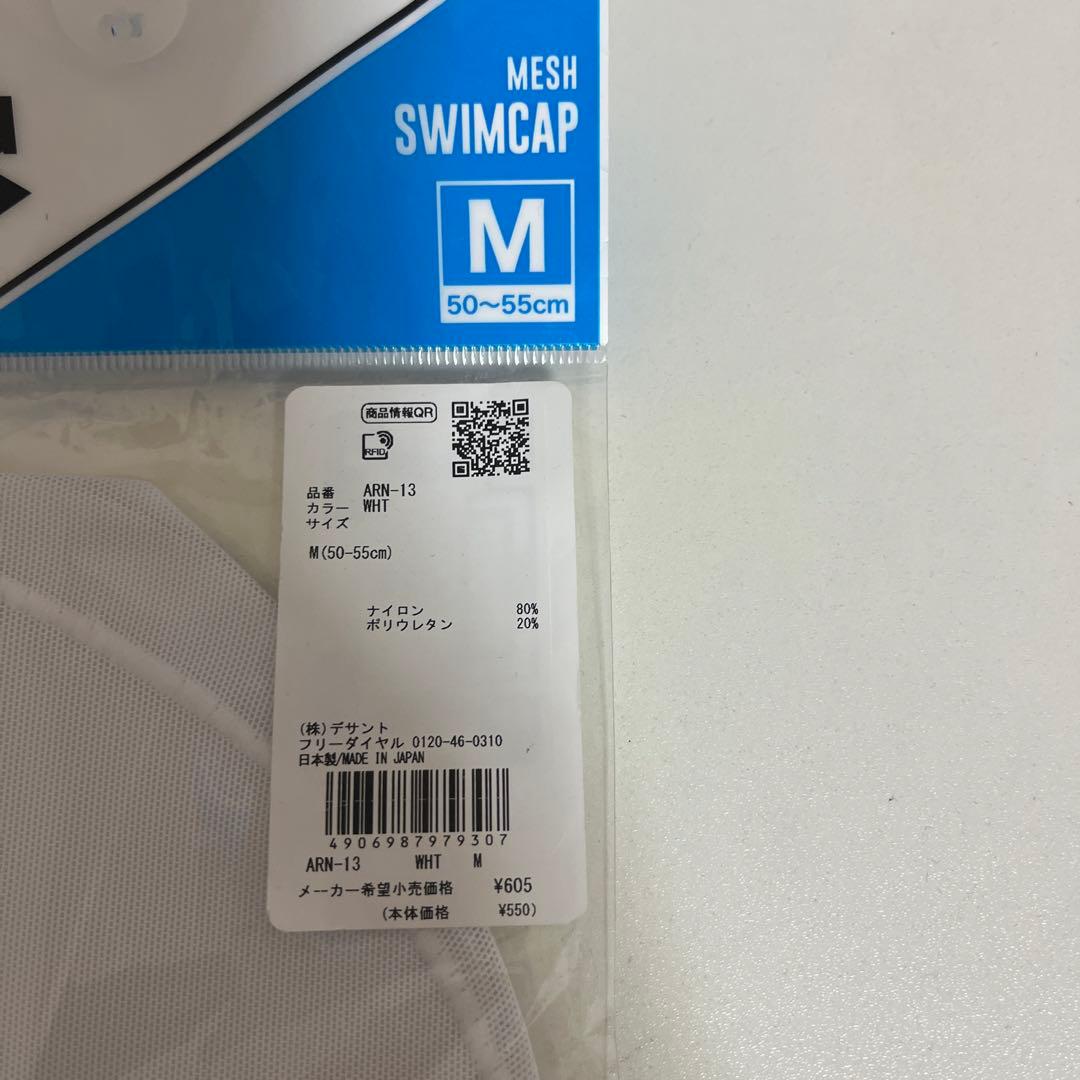 MESH
SWIMCAP
M
50~55cm
商品情報QR
RFID
品番 ARN-13
カラー WHT
サイズ
M(50-55cm)
ナイロン 80%
ポリウレタン 20%
(株)デサント
フリーダイヤル 0120-46-0310
日本製/MADE IN JAPAN
4906987979307
ARN-13 WHT M
メーカー希望小売価格 ¥605
(本体価格 ¥550)